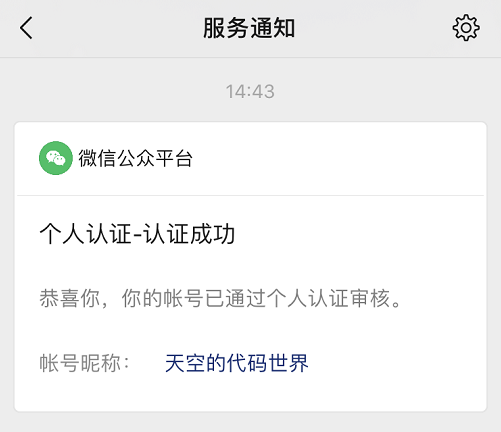 服务通知
14:43
微信公众平台
个人认证-认证成功
恭喜你，你的帐号已通过个人认证审核。
帐号昵称： 天空的代码世界